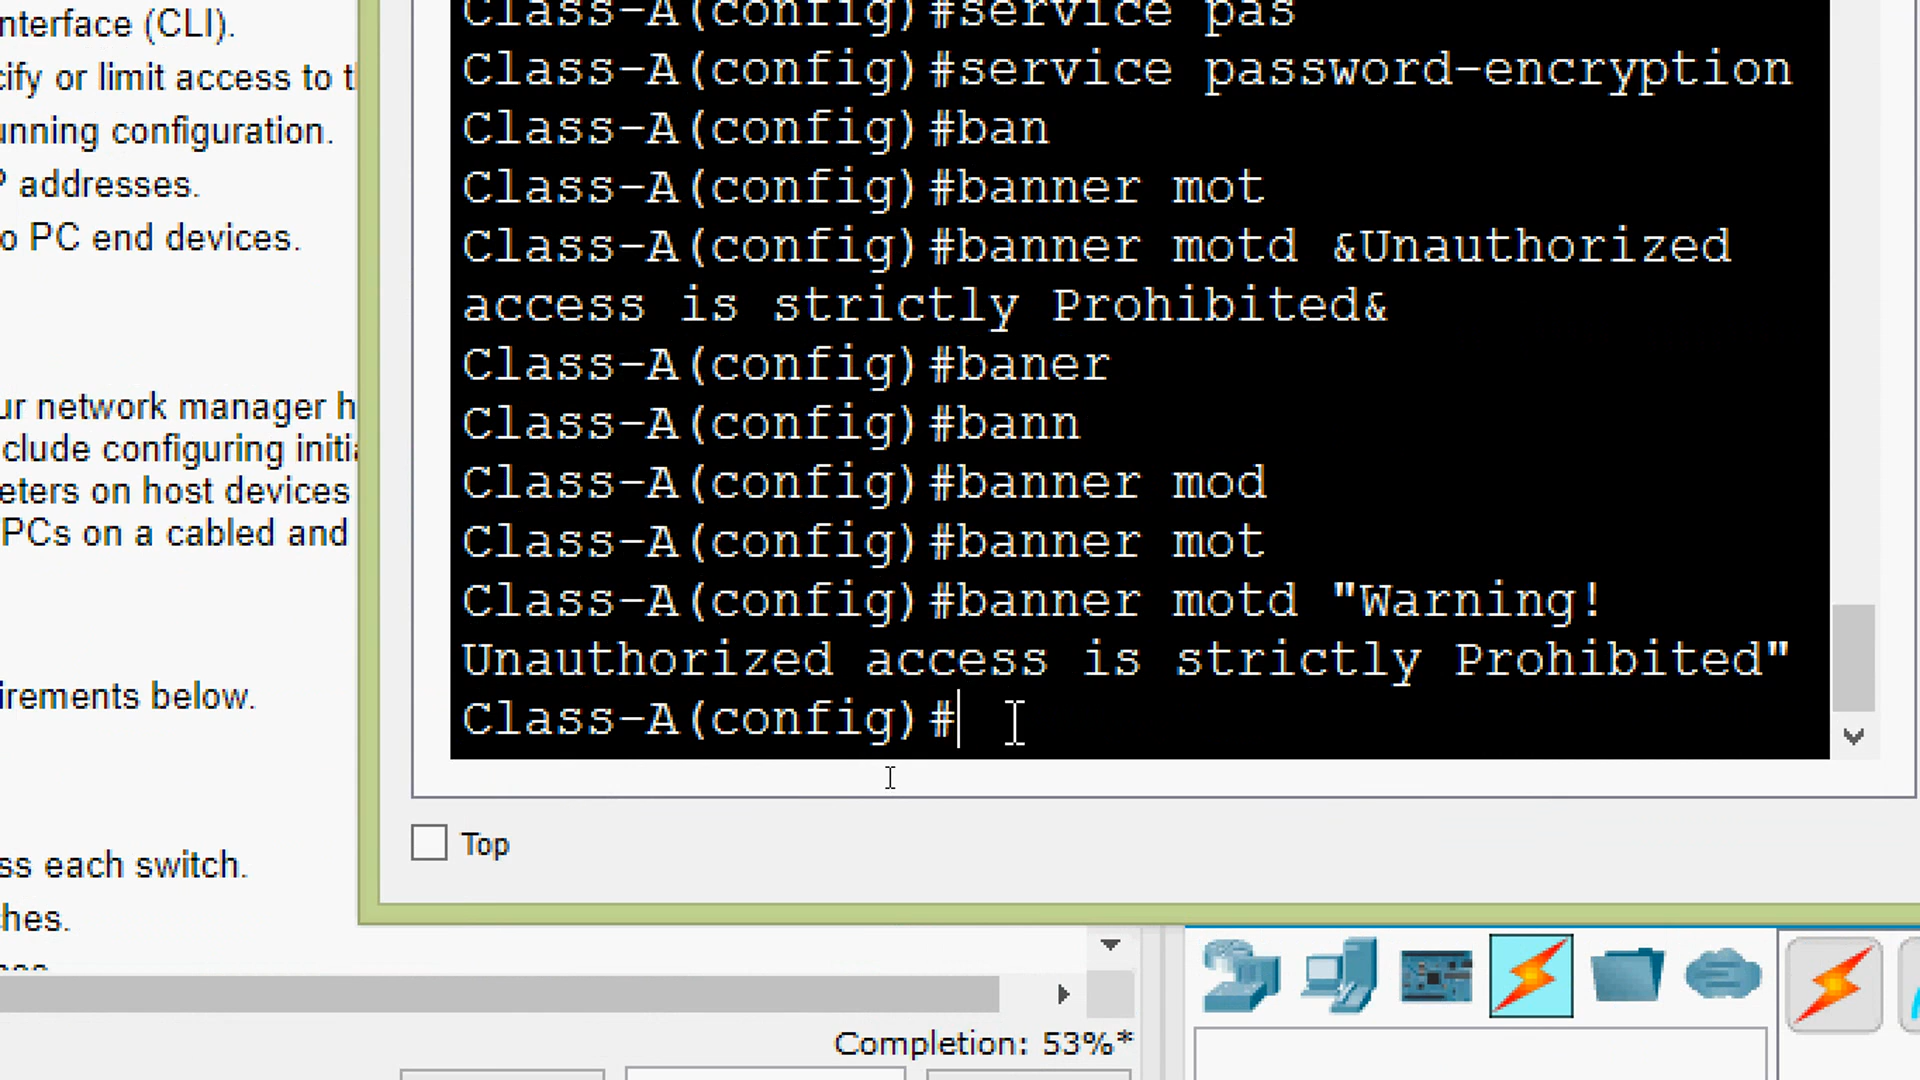 nterface (CLI).
cify or limit access to t
unning configuration.
P addresses.
o PC end devices.
ur network manager h
clude configuring initi
eters on host devices
PCs on a cabled and
irements below.
ss each switch.
ches.
Class-A(config)#service pas
Class-A(config)#service password-encryption
Class-A(config)#ban
Class-A(config)#banner mot
Class-A(config)#banner motd &Unauthorized
access is strictly Prohibited&
Class-A(config)#baner
Class-A(config)#bann
Class-A(config)#banner mod
Class-A(config)#banner mot
Class-A(config)#banner motd "Warning!
Unauthorized access is strictly Prohibited"
Class-A(config)#
Top
Completion: 53%*